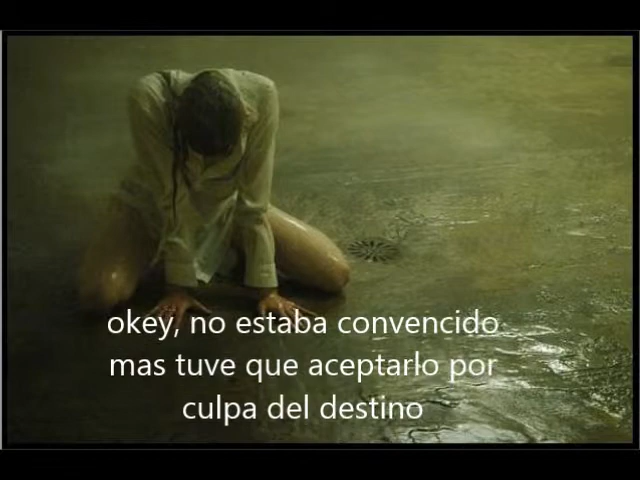 okey, no estaba convencido
mas tuve que aceptarlo por
culpa del destino